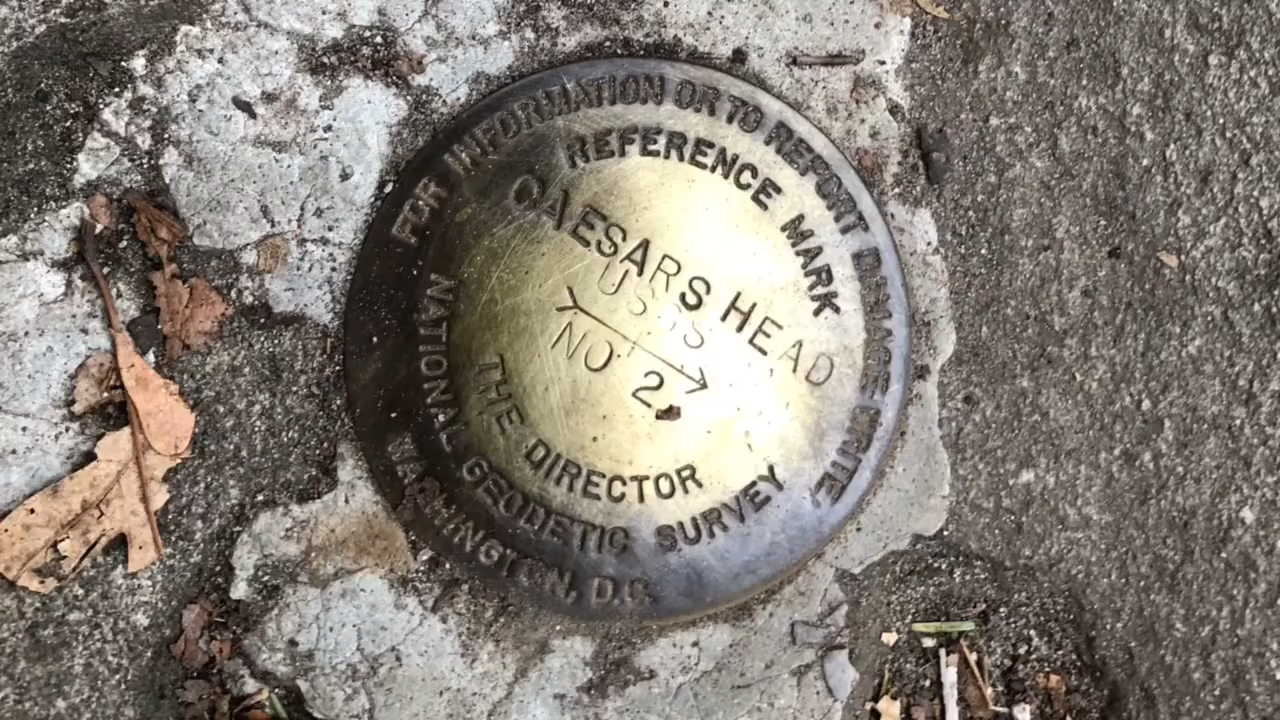 FOR INFORMATION OR TO REPORT DAMAGE WRITE,
REFERENCE MARK
CAESARS HEAD
USGS
NO 2
THE DIRECTOR
NATIONAL GEODETIC SURVEY
WASHINGTON, D.C.